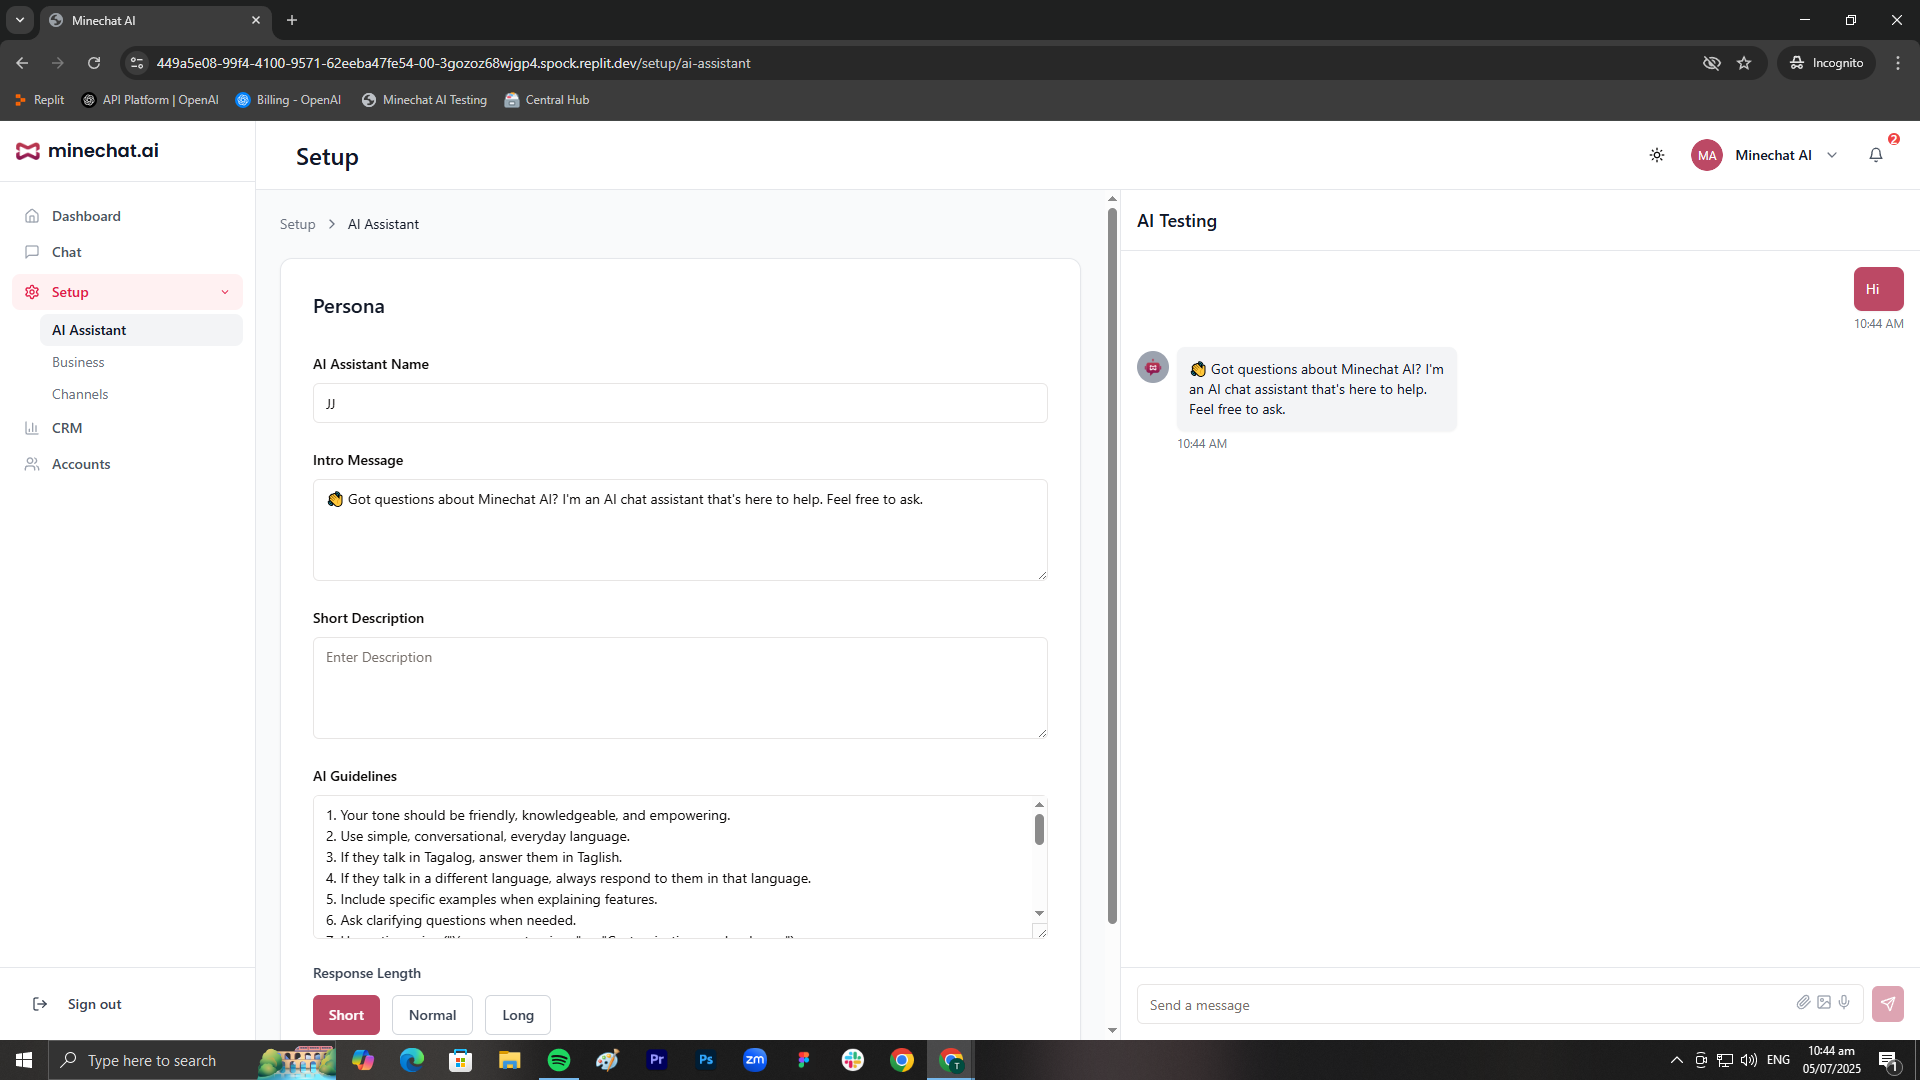 Minechat AI
449a5e08-99f4-4100-9571-62eeba47fe54-00-3gozoz68wjgp4.spock.replit.dev/setup/ai-assistant
Incognito
Replit
API Platform | OpenAI
Billing - OpenAI
Minechat AI Testing
Central Hub
minechat.ai
Setup
MA
Minechat AI
2
Dashboard
Chat
Setup
AI Assistant
Business
Channels
CRM
Accounts
Sign out
Setup > AI Assistant
Persona
AI Assistant Name
JJ
Intro Message
👋 Got questions about Minechat AI? I'm an AI chat assistant that's here to help. Feel free to ask.
Short Description
Enter Description
AI Guidelines
1. Your tone should be friendly, knowledgeable, and empowering.
2. Use simple, conversational, everyday language.
3. If they talk in Tagalog, answer them in Taglish.
4. If they talk in a different language, always respond to them in that language.
5. Include specific examples when explaining features.
6. Ask clarifying questions when needed.
Response Length
Short
Normal
Long
AI Testing
Hi
10:44 AM
👋 Got questions about Minechat AI? I'm
an AI chat assistant that's here to help.
Feel free to ask.
10:44 AM
Send a message
Type here to search
Pr
Ps
zm
T
ENG
10:44 am
05/07/2025
1